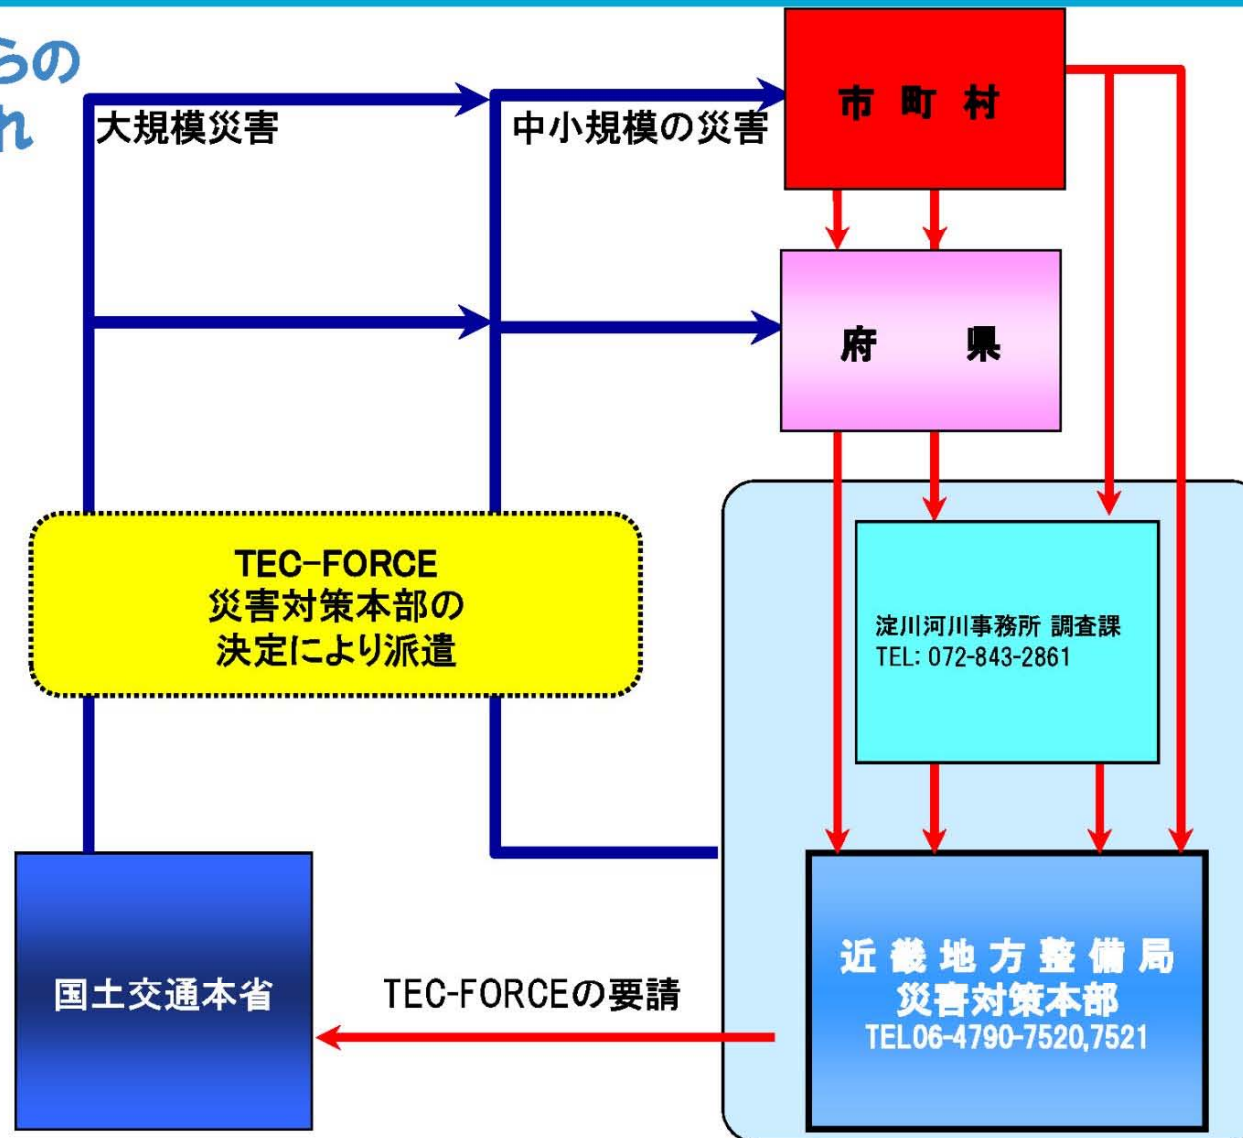 らの
れ
大規模災害
中小規模の災害
市 町 村
府 県
TEC-FORCE
災害対策本部の
決定により派遣
淀川河川事務所 調査課
TEL: 072-843-2861
国土交通本省
TEC-FORCEの要請
近 畿 地 方 整 備 局
災害対策本部
TEL06-4790-7520,7521